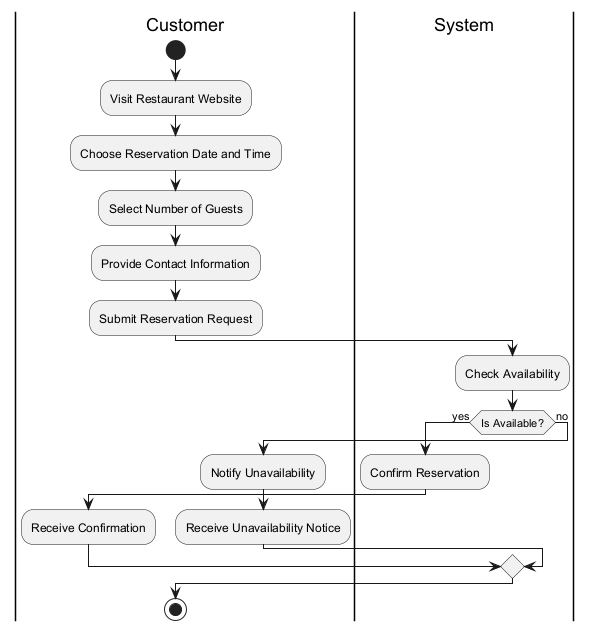 Customer
System
Visit Restaurant Website
Choose Reservation Date and Time
Select Number of Guests
Provide Contact Information
Submit Reservation Request
Check Availability
yes
Is Available?
no
Notify Unavailability
Confirm Reservation
Receive Confirmation
Receive Unavailability Notice